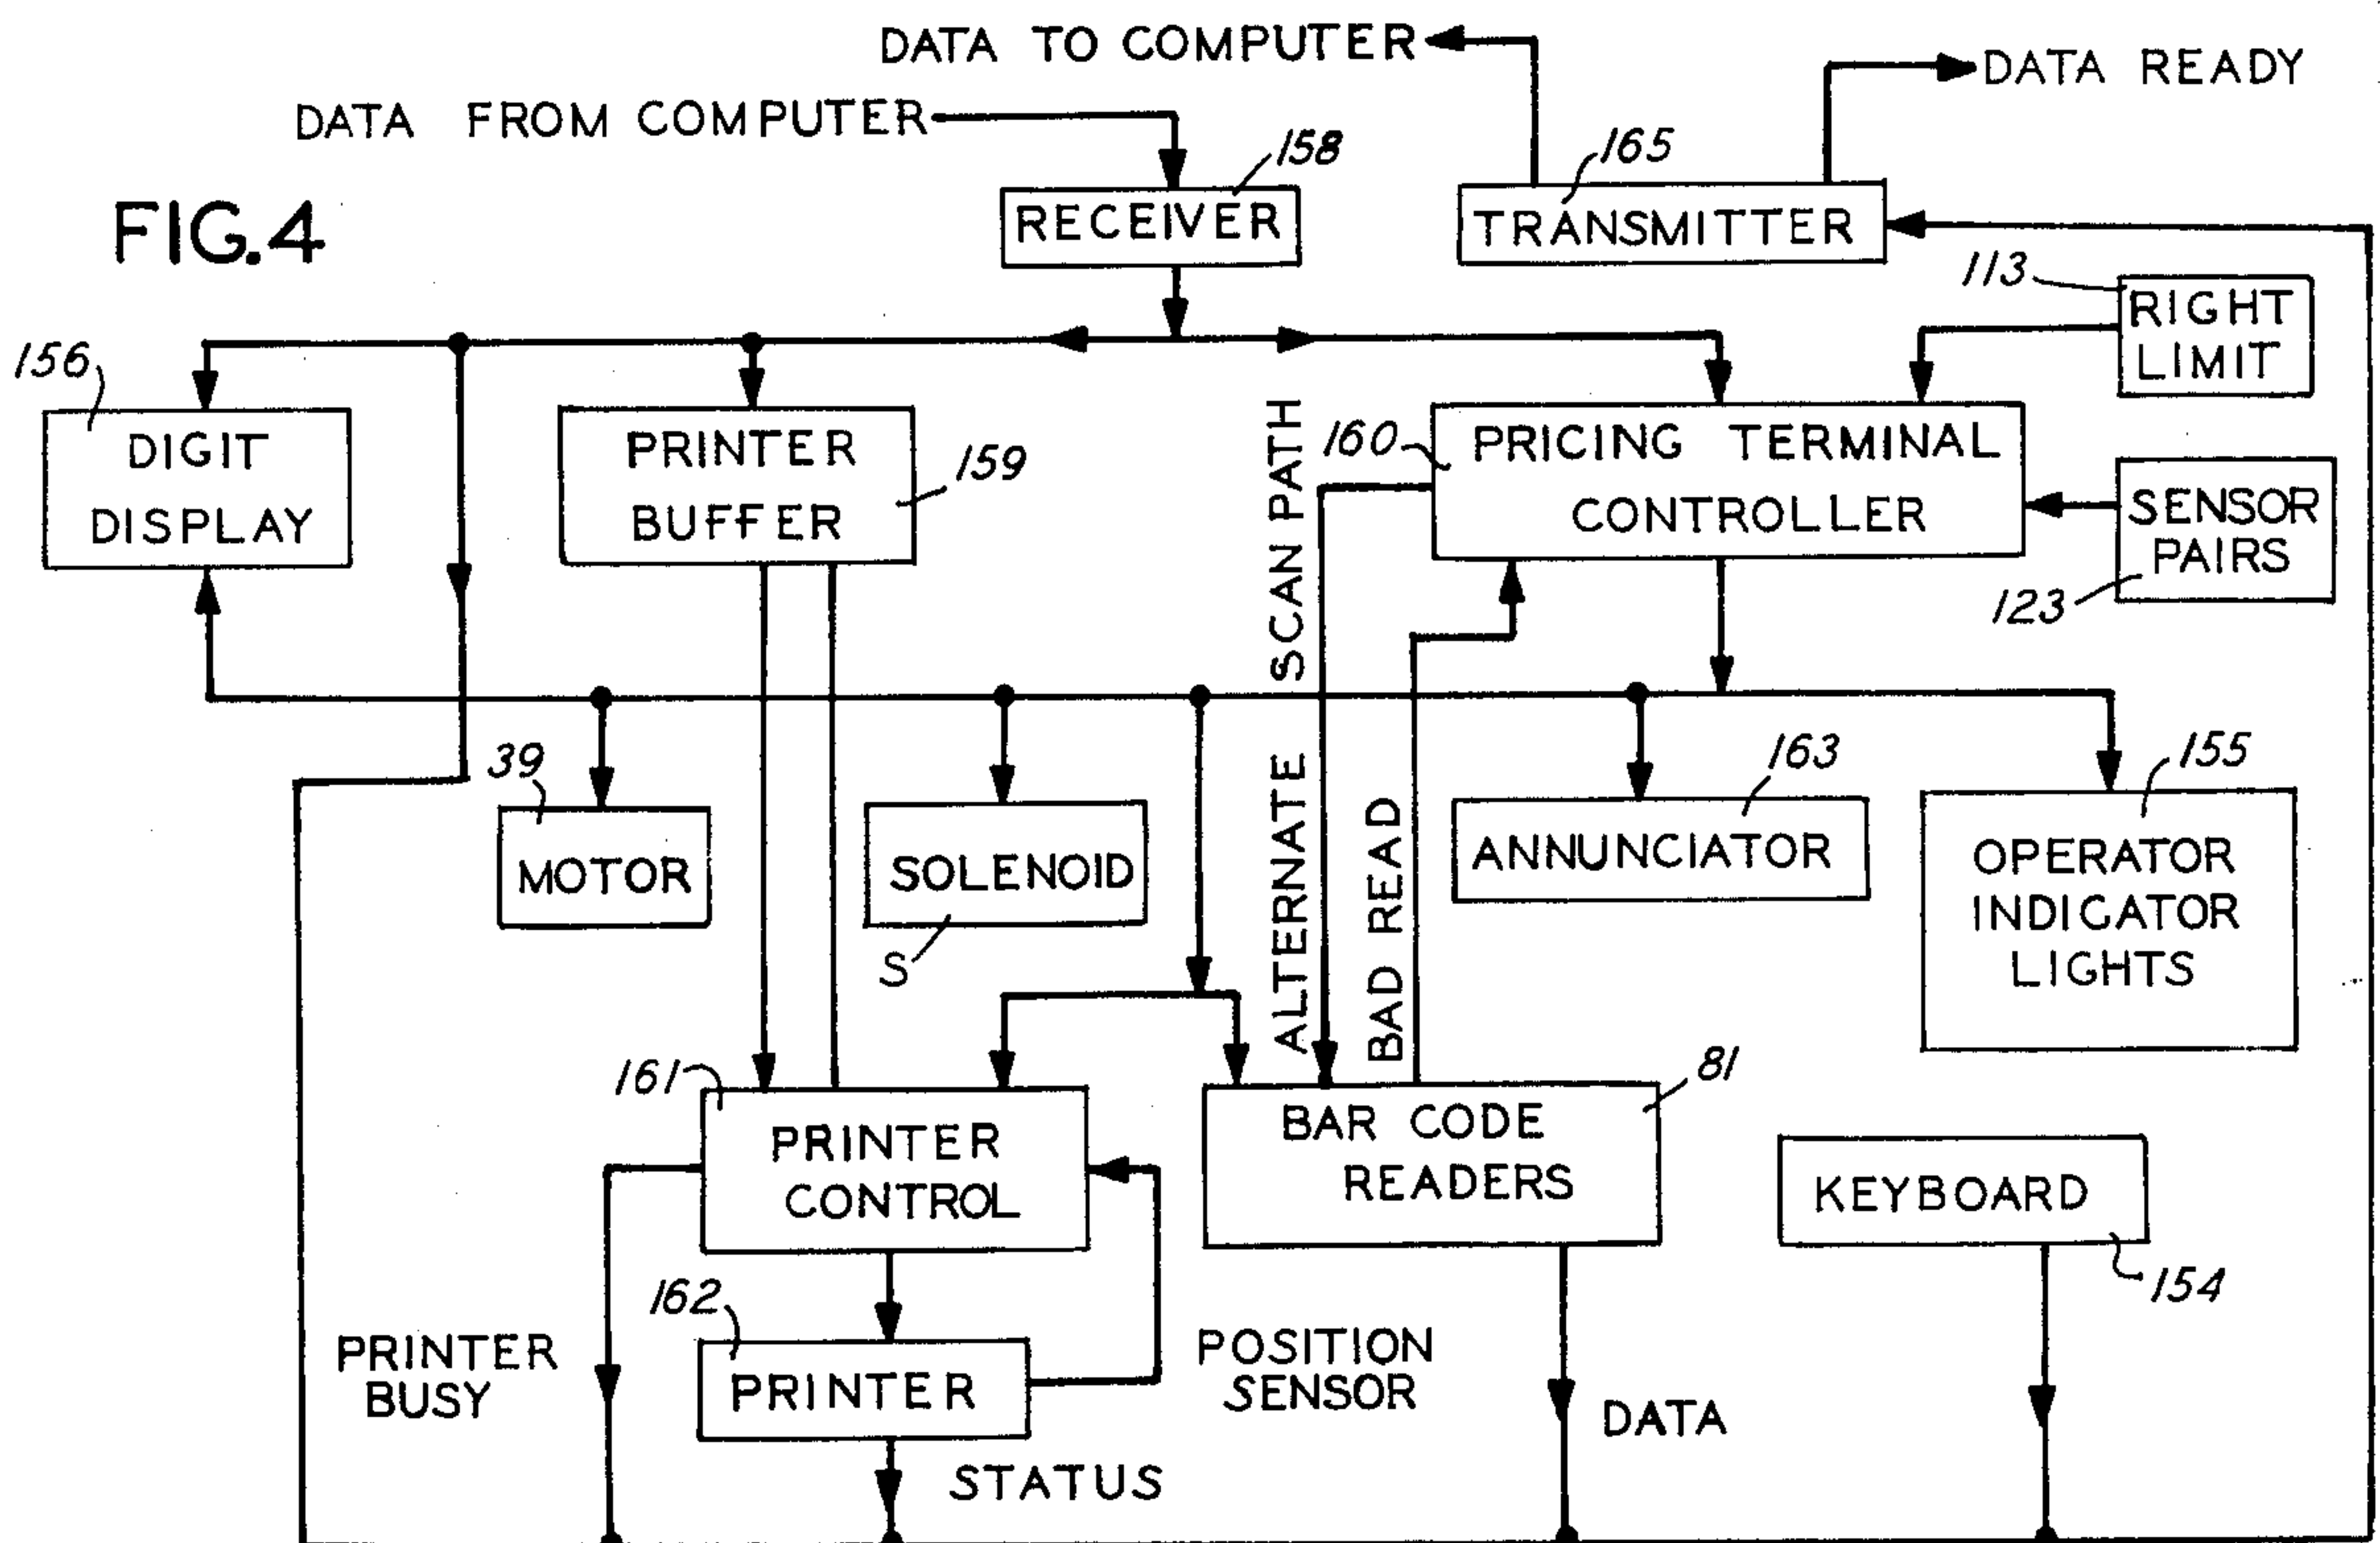 DATA TO COMPUTER
DATA READY
DATA FROM COMPUTER
158
165
FIG.4
RECEIVER
TRANSMITTER
113
RIGHT
LIMIT
156
DIGIT
DISPLAY
PRINTER
BUFFER
159
160
PRICING TERMINAL
CONTROLLER
SENSOR
PAIRS
123
ALTERNATE SCAN PATH
BAD READ
39
MOTOR
SOLENOID
S
163
ANNUNCIATOR
155
OPERATOR
INDICATOR
LIGHTS
161
PRINTER
CONTROL
81
BAR CODE
READERS
KEYBOARD
154
162
PRINTER
PRINTER
BUSY
POSITION
SENSOR
DATA
STATUS